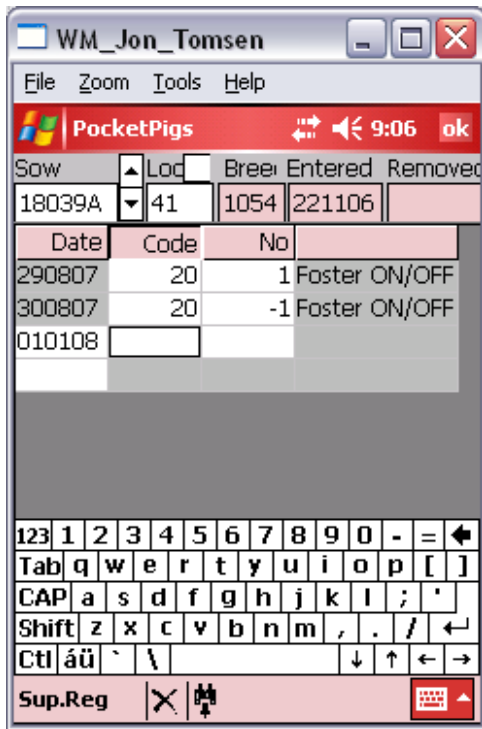 WM_Jon_Tomsen
File Zoom Tools Help
PocketPigs 9:06 ok
Sow Loc Bree Entered Removed
18039A 41 1054 221106
Date Code No
290807 20 1 Foster ON/OFF
300807 20 -1 Foster ON/OFF
010108
123 1 2 3 4 5 6 7 8 9 0 - = 
Tab q w e r t y u i o p [ ]
CAP a s d f g h j k l ; '
Shift z x c v b n m , . /
Ctl áü ` \ ↓ ↑ ← →
Sup.Reg